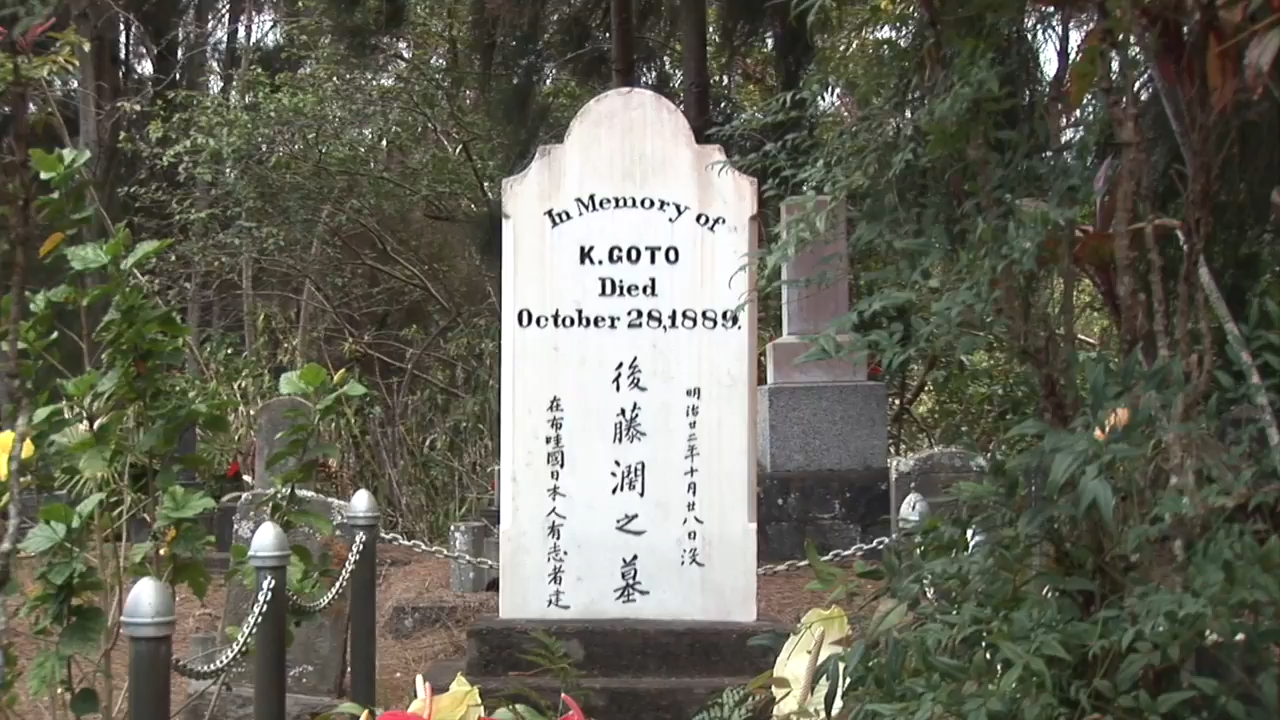 In Memory of
K. GOTO
Died
October 28, 1889.
明治廿二年十月廿八日没
後藤濶之墓
在布哇國日本人有志者建